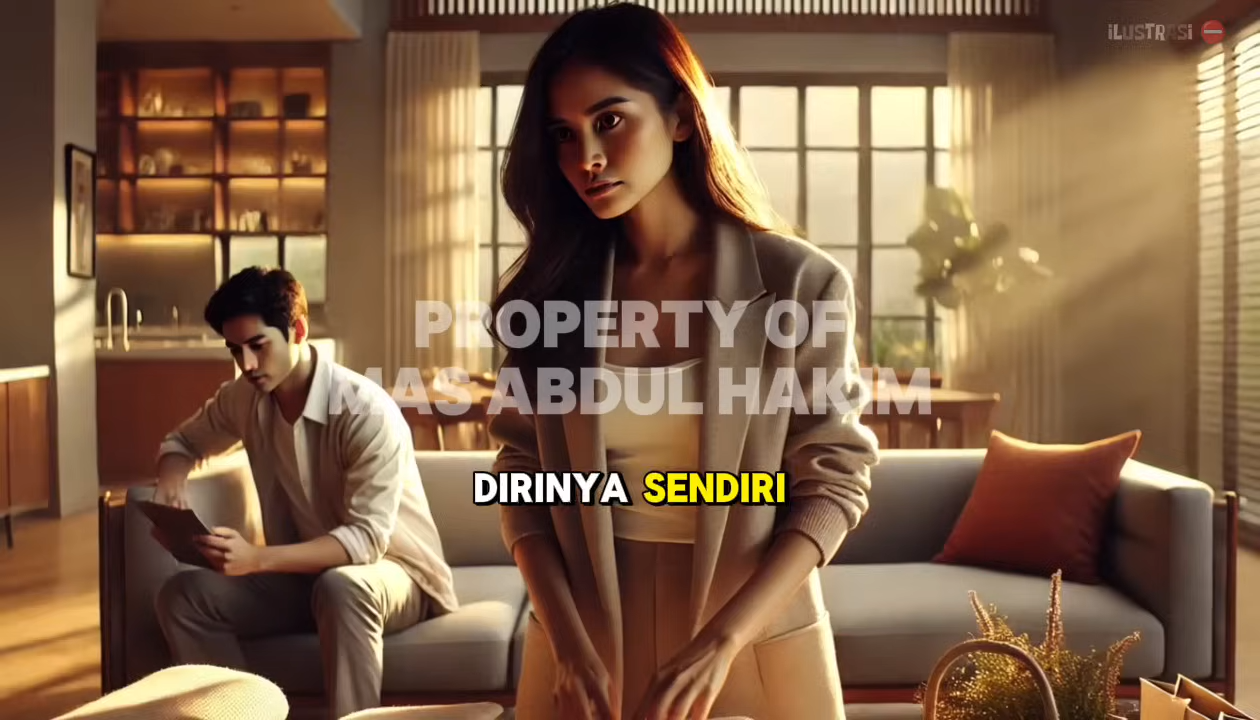 iLUSTRASi
PROPERTY OF
MAS ABDUL HAKIM
DIRINYA SENDIRI